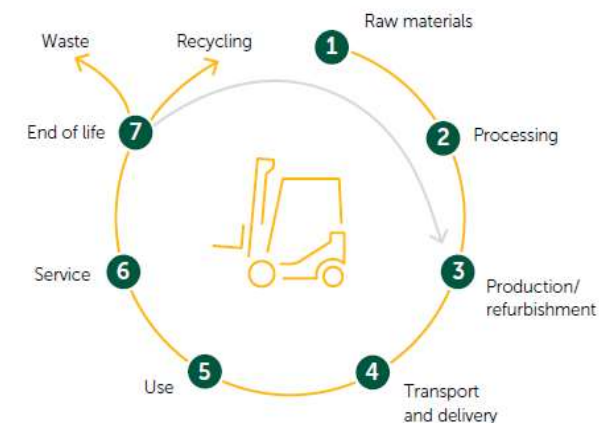 Waste
Recycling
1
Raw materials
2
Processing
3
Production/
refurbishment
4
Transport
and delivery
5
Use
6
Service
7
End of life